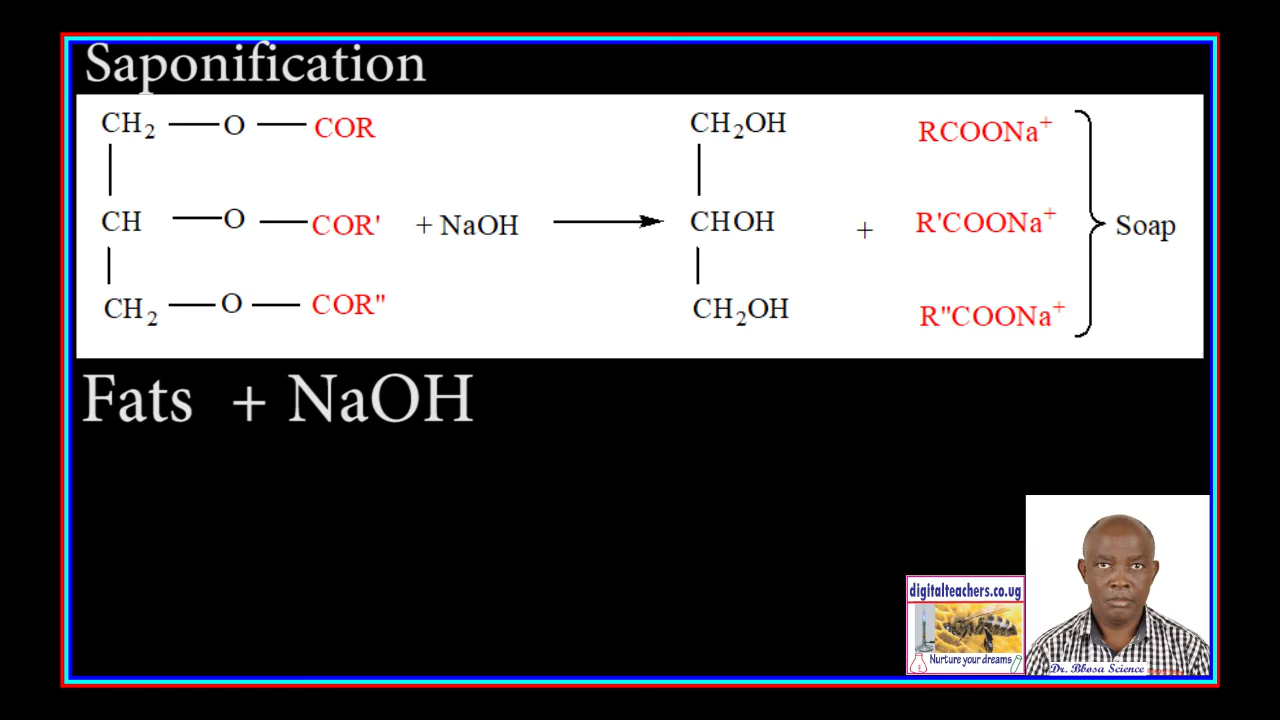 Saponification
CH₂ — O — COR CH₂OH RCOONa⁺
CH — O — COR' + NaOH → CHOH + R'COONa⁺ Soap
CH₂ — O — COR" CH₂OH R"COONa⁺
Fats + NaOH
digitalteachers.co.ug
Nurture your dreams
Dr. Bbosa Science